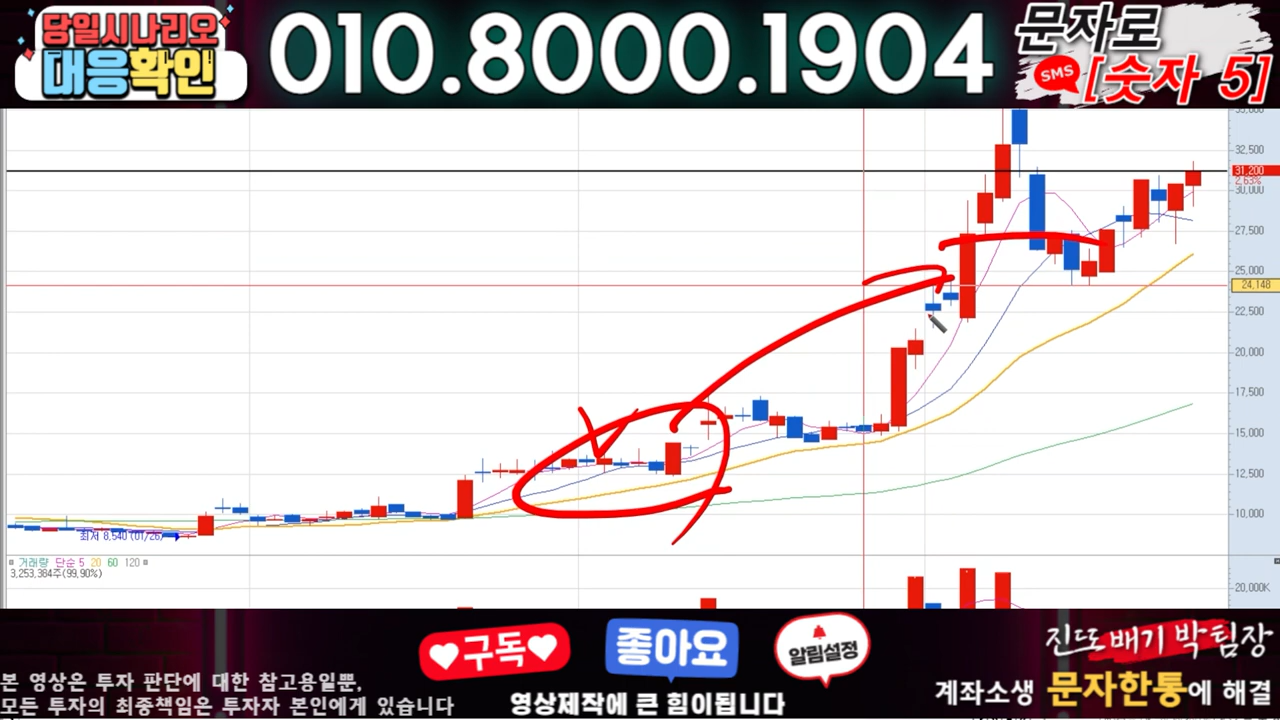 당일시나리오
대응확인
010.8000.1904
문자로
SMS [숫자 5]
32,500
31,200
2.63%
30,000
27,500
25,000
24,148
22,500
20,000
17,500
15,000
12,500
10,000
최저 8,540 (01/26)
거래량 단순 5 20 60 120
3,253,384주(99.90%)
20,000K
구독
좋아요
알림설정
진또배기 박팀장
본 영상은 투자 판단에 대한 참고용일뿐,
모든 투자의 최종책임은 투자자 본인에게 있습니다
영상제작에 큰 힘이됩니다
계좌소생 문자한통에 해결